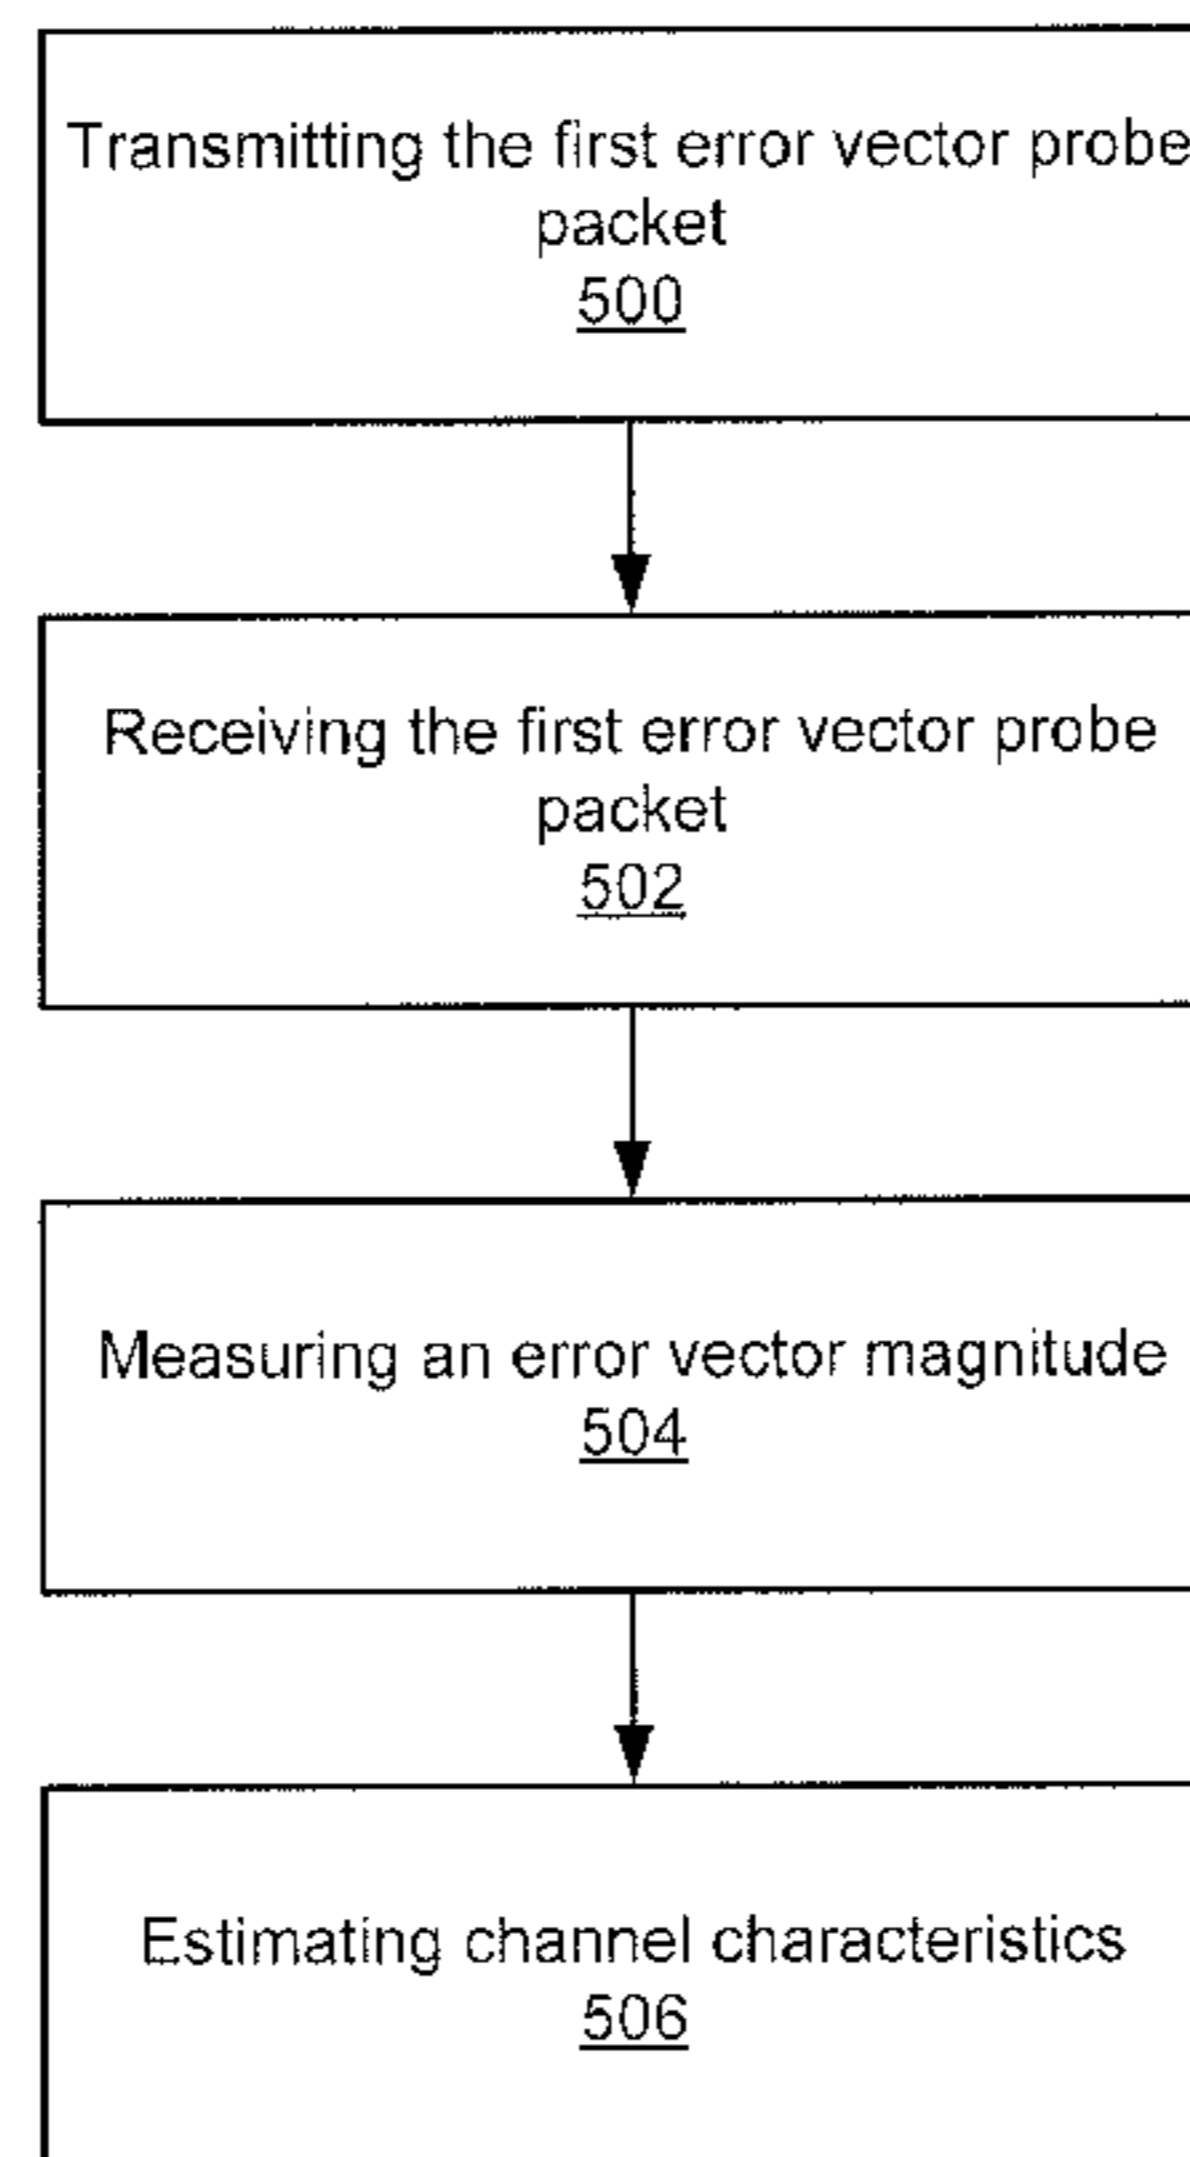 Transmitting the first error vector probe
packet
500
Receiving the first error vector probe
packet
502
Measuring an error vector magnitude
504
Estimating channel characteristics
506